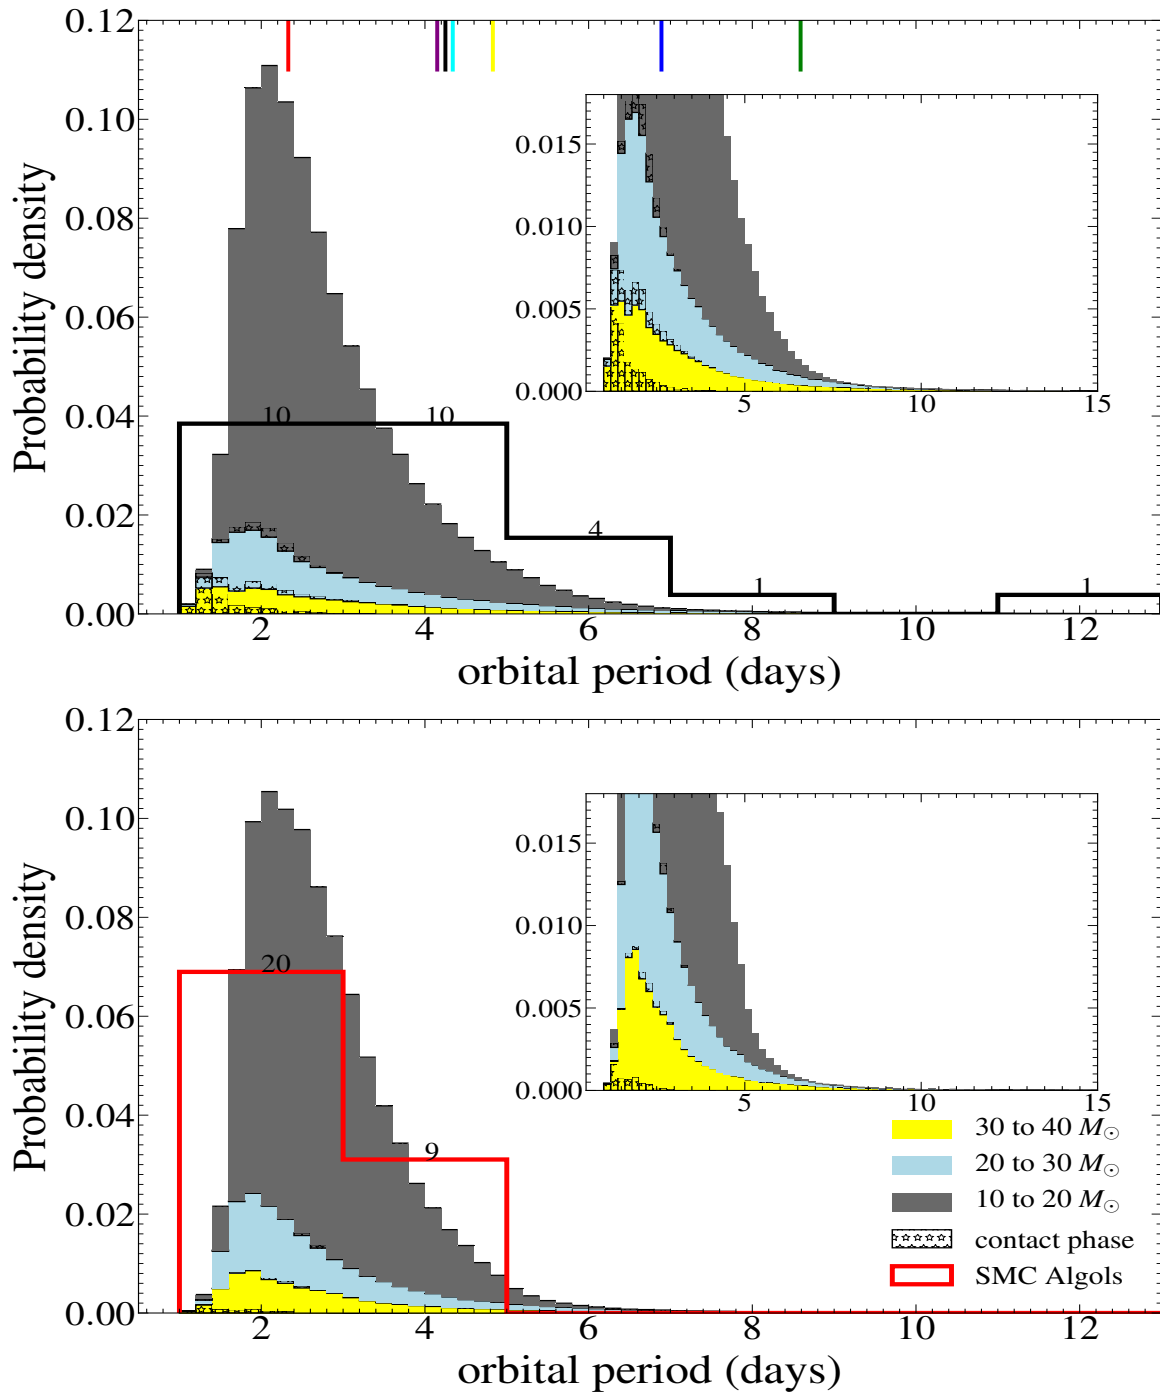 0.12
0.10
0.08
0.06
0.04
0.02
0.00
Probability density
10
10
4
1
1
0.015
0.010
0.005
0.000
5 10 15
2 4 6 8 10 12
orbital period (days)
0.12
0.10
0.08
0.06
0.04
0.02
0.00
Probability density
20
9
0.015
0.010
0.005
0.000
5 10 15
30 to 40 M☉
20 to 30 M☉
10 to 20 M☉
contact phase
SMC Algols
2 4 6 8 10 12
orbital period (days)